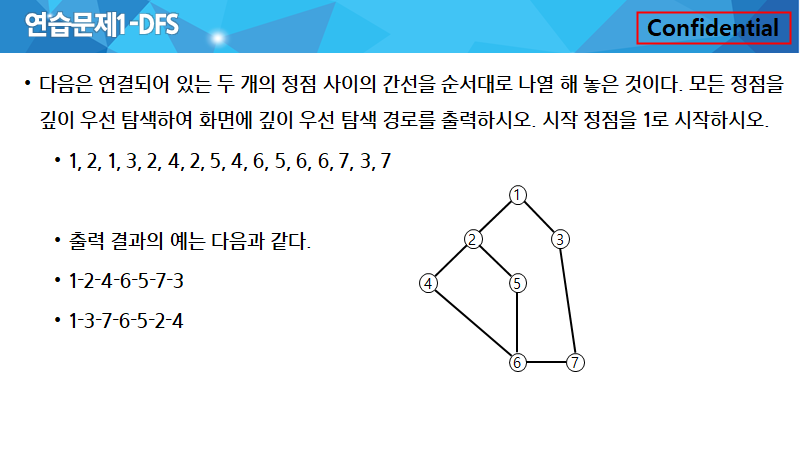 연습문제1-DFS
Confidential
• 다음은 연결되어 있는 두 개의 정점 사이의 간선을 순서대로 나열 해 놓은 것이다. 모든 정점을
깊이 우선 탐색하여 화면에 깊이 우선 탐색 경로를 출력하시오. 시작 정점을 1로 시작하시오.
• 1, 2, 1, 3, 2, 4, 2, 5, 4, 6, 5, 6, 6, 7, 3, 7
• 출력 결과의 예는 다음과 같다.
• 1-2-4-6-5-7-3
• 1-3-7-6-5-2-4
1
2
3
4
5
6
7